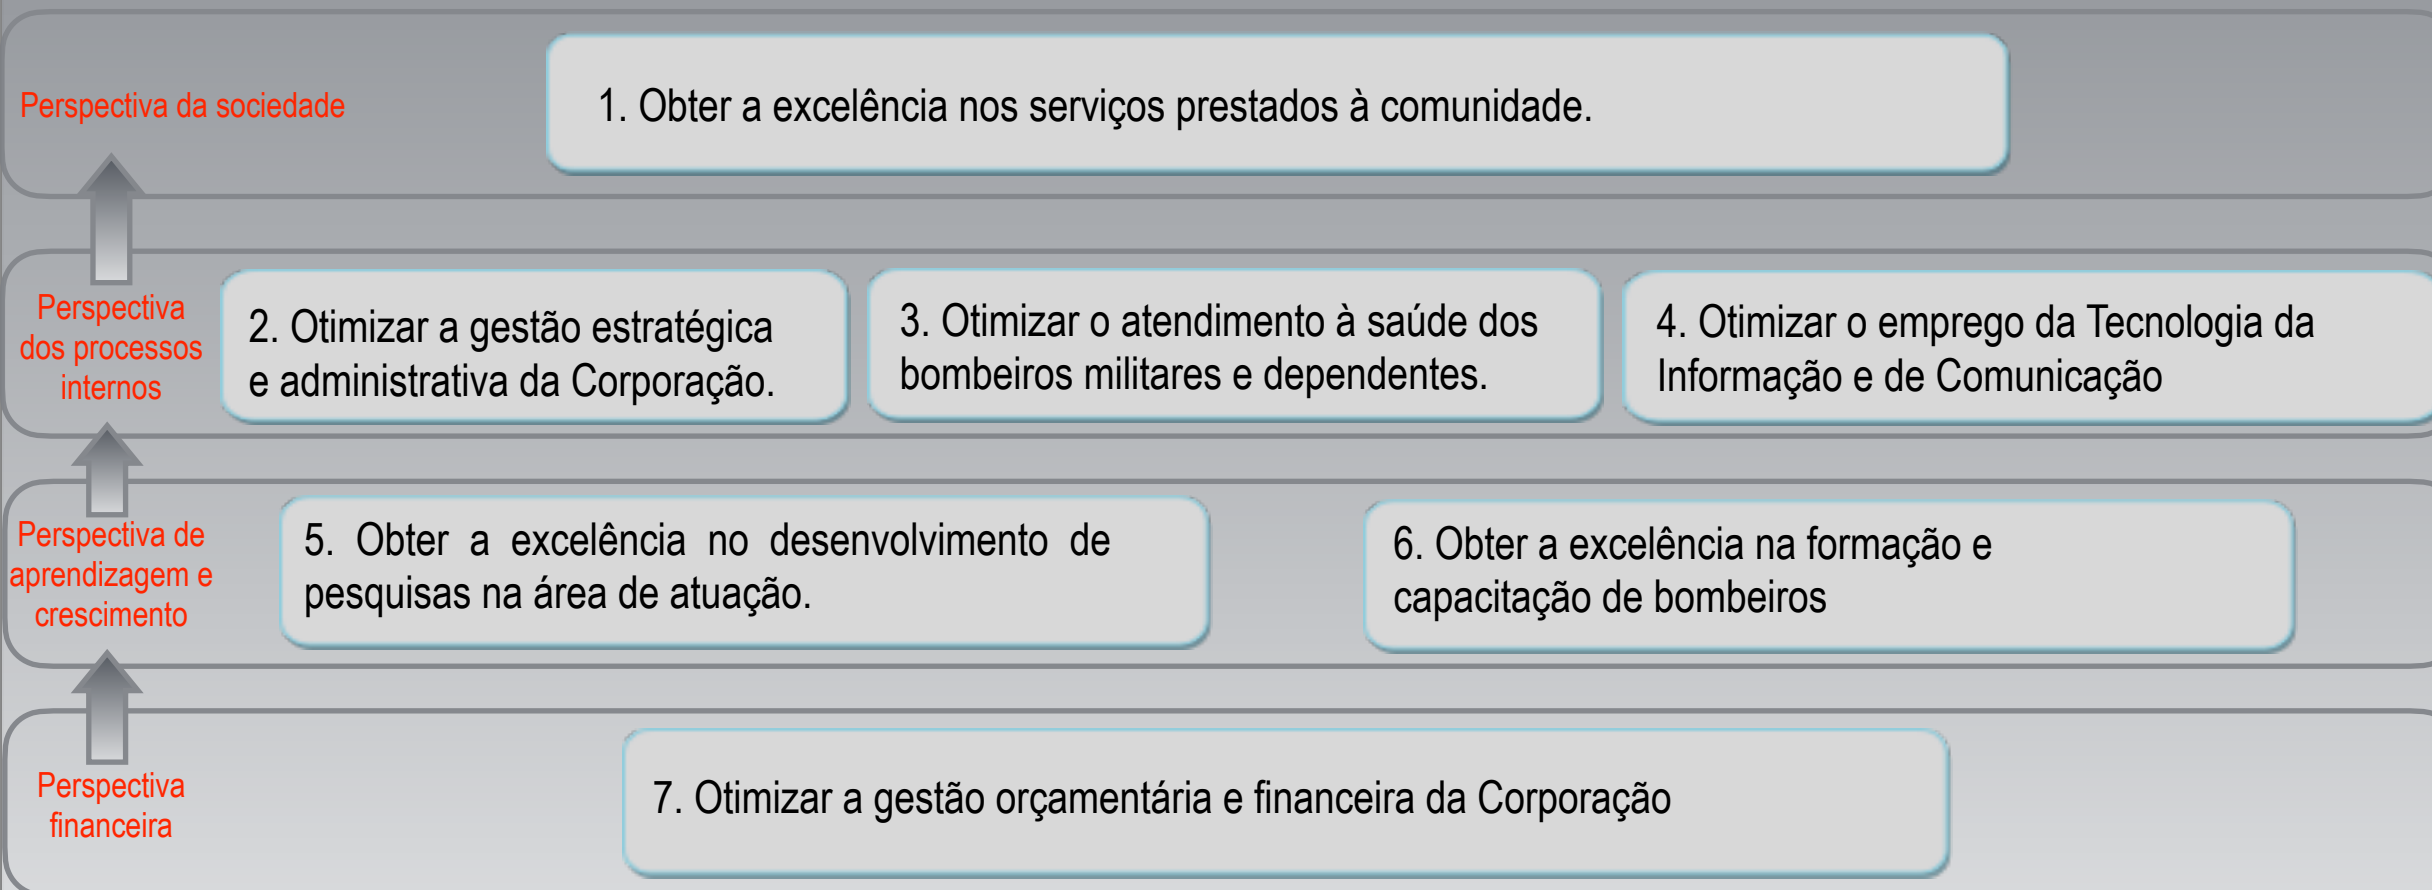 Perspectiva da sociedade
1. Obter a excelência nos serviços prestados à comunidade.
Perspectiva
dos processos
internos
2. Otimizar a gestão estratégica
e administrativa da Corporação.
3. Otimizar o atendimento à saúde dos
bombeiros militares e dependentes.
4. Otimizar o emprego da Tecnologia da
Informação e de Comunicação
Perspectiva de
aprendizagem e
crescimento
5. Obter a excelência no desenvolvimento de
pesquisas na área de atuação.
6. Obter a excelência na formação e
capacitação de bombeiros
Perspectiva
financeira
7. Otimizar a gestão orçamentária e financeira da Corporação